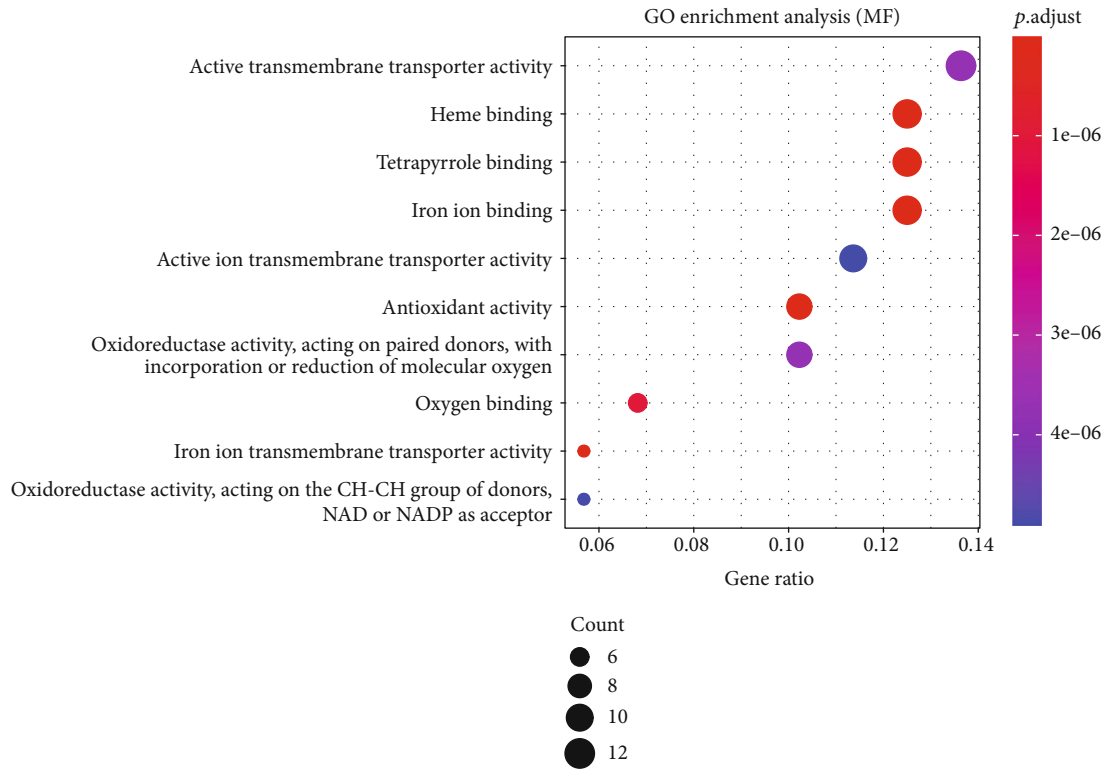 GO enrichment analysis (MF)
p.adjust
Active transmembrane transporter activity
Heme binding
Tetrapyrrole binding
Iron ion binding
Active ion transmembrane transporter activity
Antioxidant activity
Oxidoreductase activity, acting on paired donors, with
incorporation or reduction of molecular oxygen
Oxygen binding
Iron ion transmembrane transporter activity
Oxidoreductase activity, acting on the CH-CH group of donors,
NAD or NADP as acceptor
1e–06
2e–06
3e–06
4e–06
0.06 0.08 0.10 0.12 0.14
Gene ratio
Count
6
8
10
12